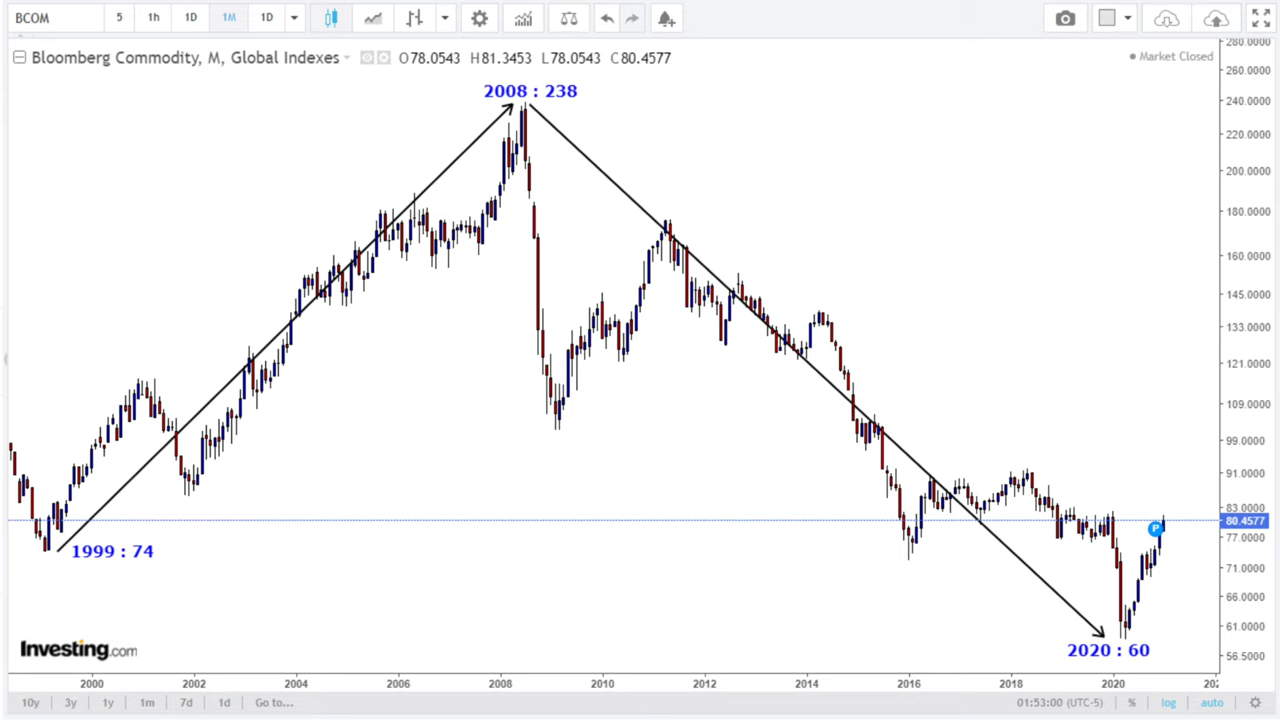 BCOM 5 1h 1D 1M 1D
Bloomberg Commodity, M, Global Indexes O78.0543 H81.3453 L78.0543 C80.4577
Market Closed
280.0000
260.0000
240.0000
220.0000
200.0000
180.0000
160.0000
145.0000
133.0000
121.0000
109.0000
99.0000
91.0000
83.0000
80.4577
77.0000
71.0000
66.0000
61.0000
56.5000
2008 : 238
1999 : 74
P
2020 : 60
Investing.com
2000 2002 2004 2006 2008 2010 2012 2014 2016 2018 2020
10y 3y 1y 1m 7d 1d Go to... 01:53:00 (UTC-5) % log auto